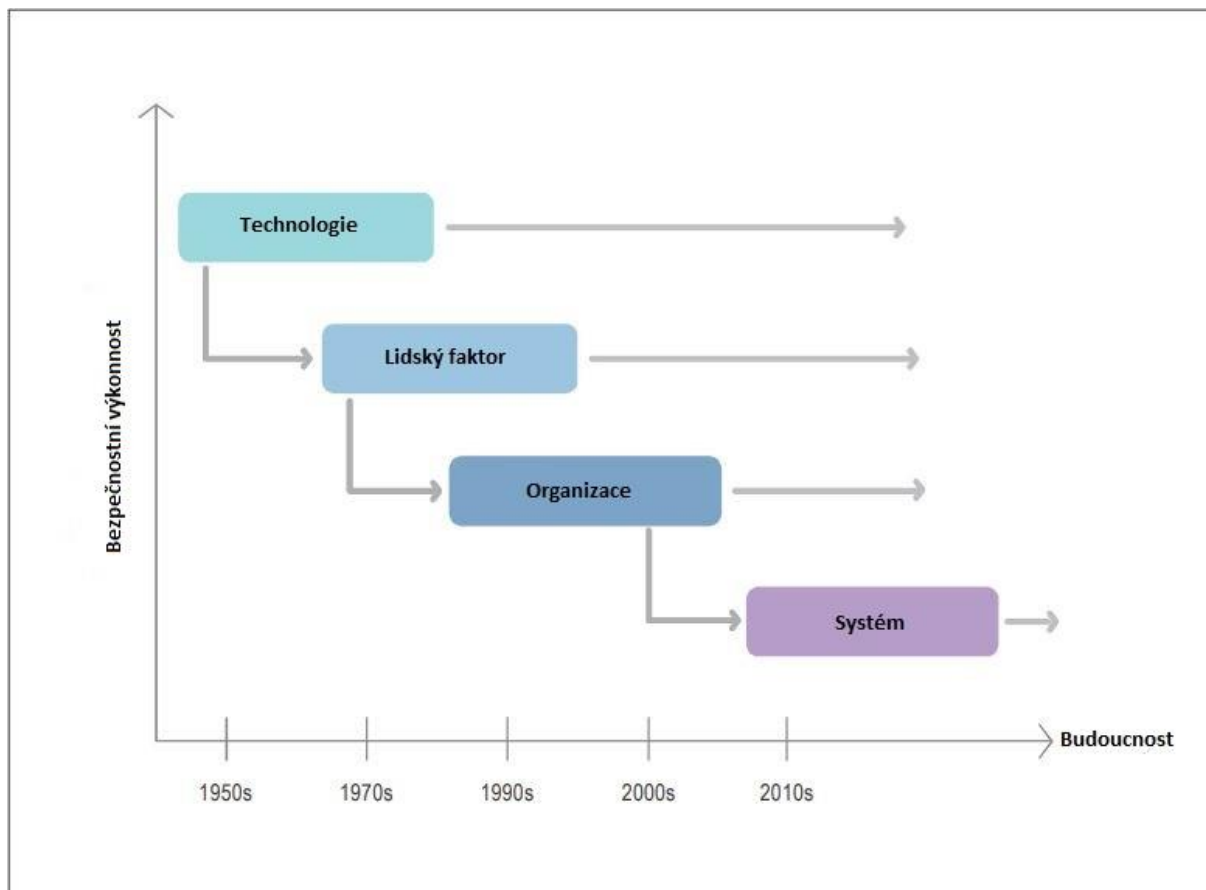 Technologie
Lidský faktor
Organizace
Systém
Bezpečnostní výkonnost
Budoucnost
1950s
1970s
1990s
2000s
2010s